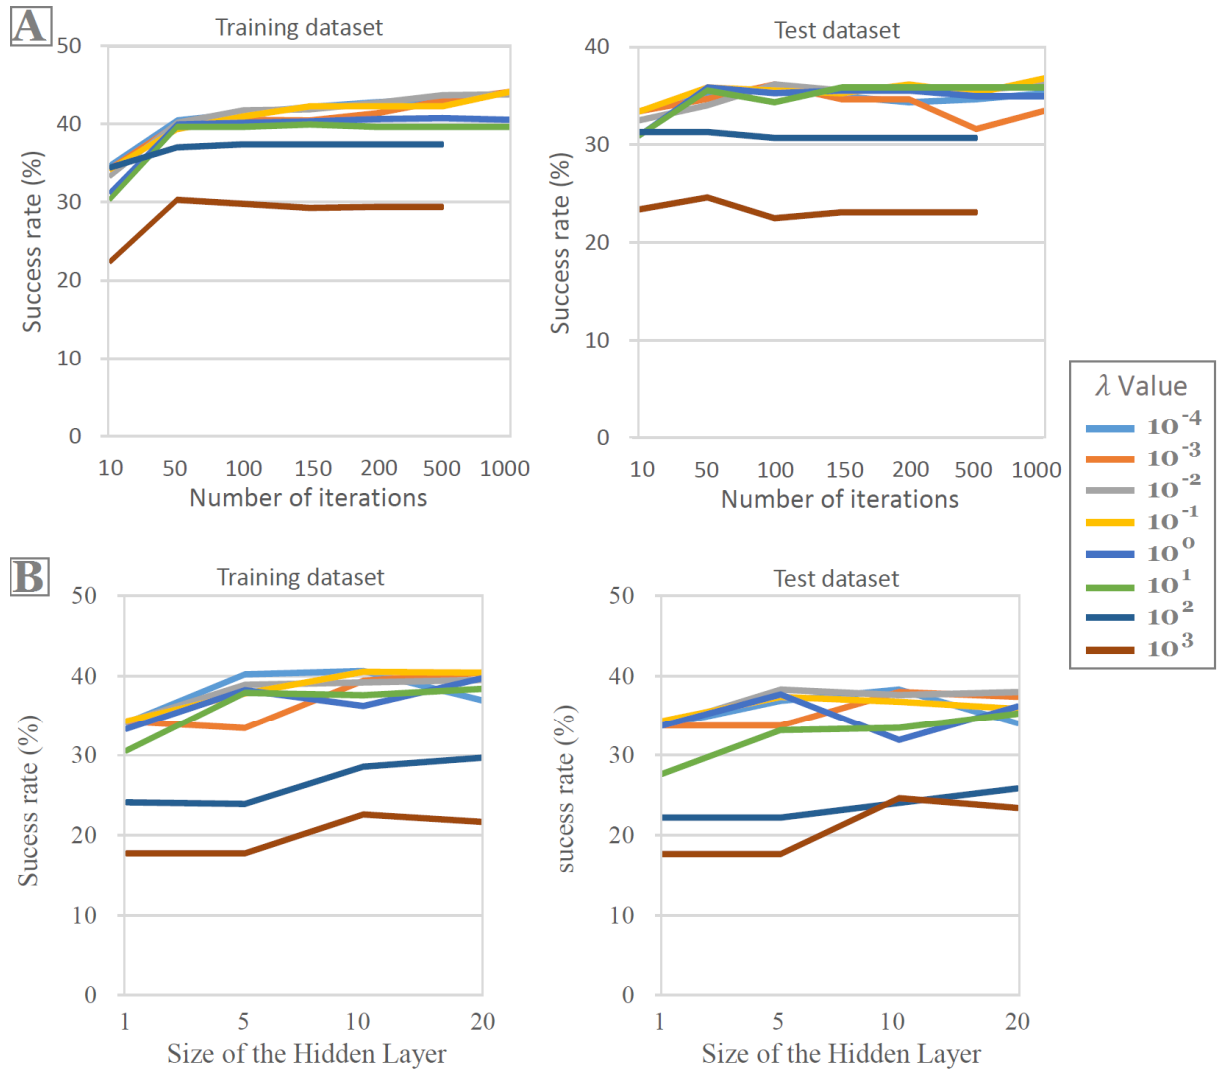 A
Training dataset
50
40
30
20
10
0
Success rate (%)
10 50 100 150 200 500 1000
Number of iterations
Test dataset
40
30
20
10
0
Success rate (%)
10 50 100 150 200 500 1000
Number of iterations
λ Value
10⁻⁴
10⁻³
10⁻²
10⁻¹
10⁰
10¹
10²
10³
B
Training dataset
50
40
30
20
10
0
Sucess rate (%)
1 5 10 20
Size of the Hidden Layer
Test dataset
50
40
30
20
10
0
sucess rate (%)
1 5 10 20
Size of the Hidden Layer